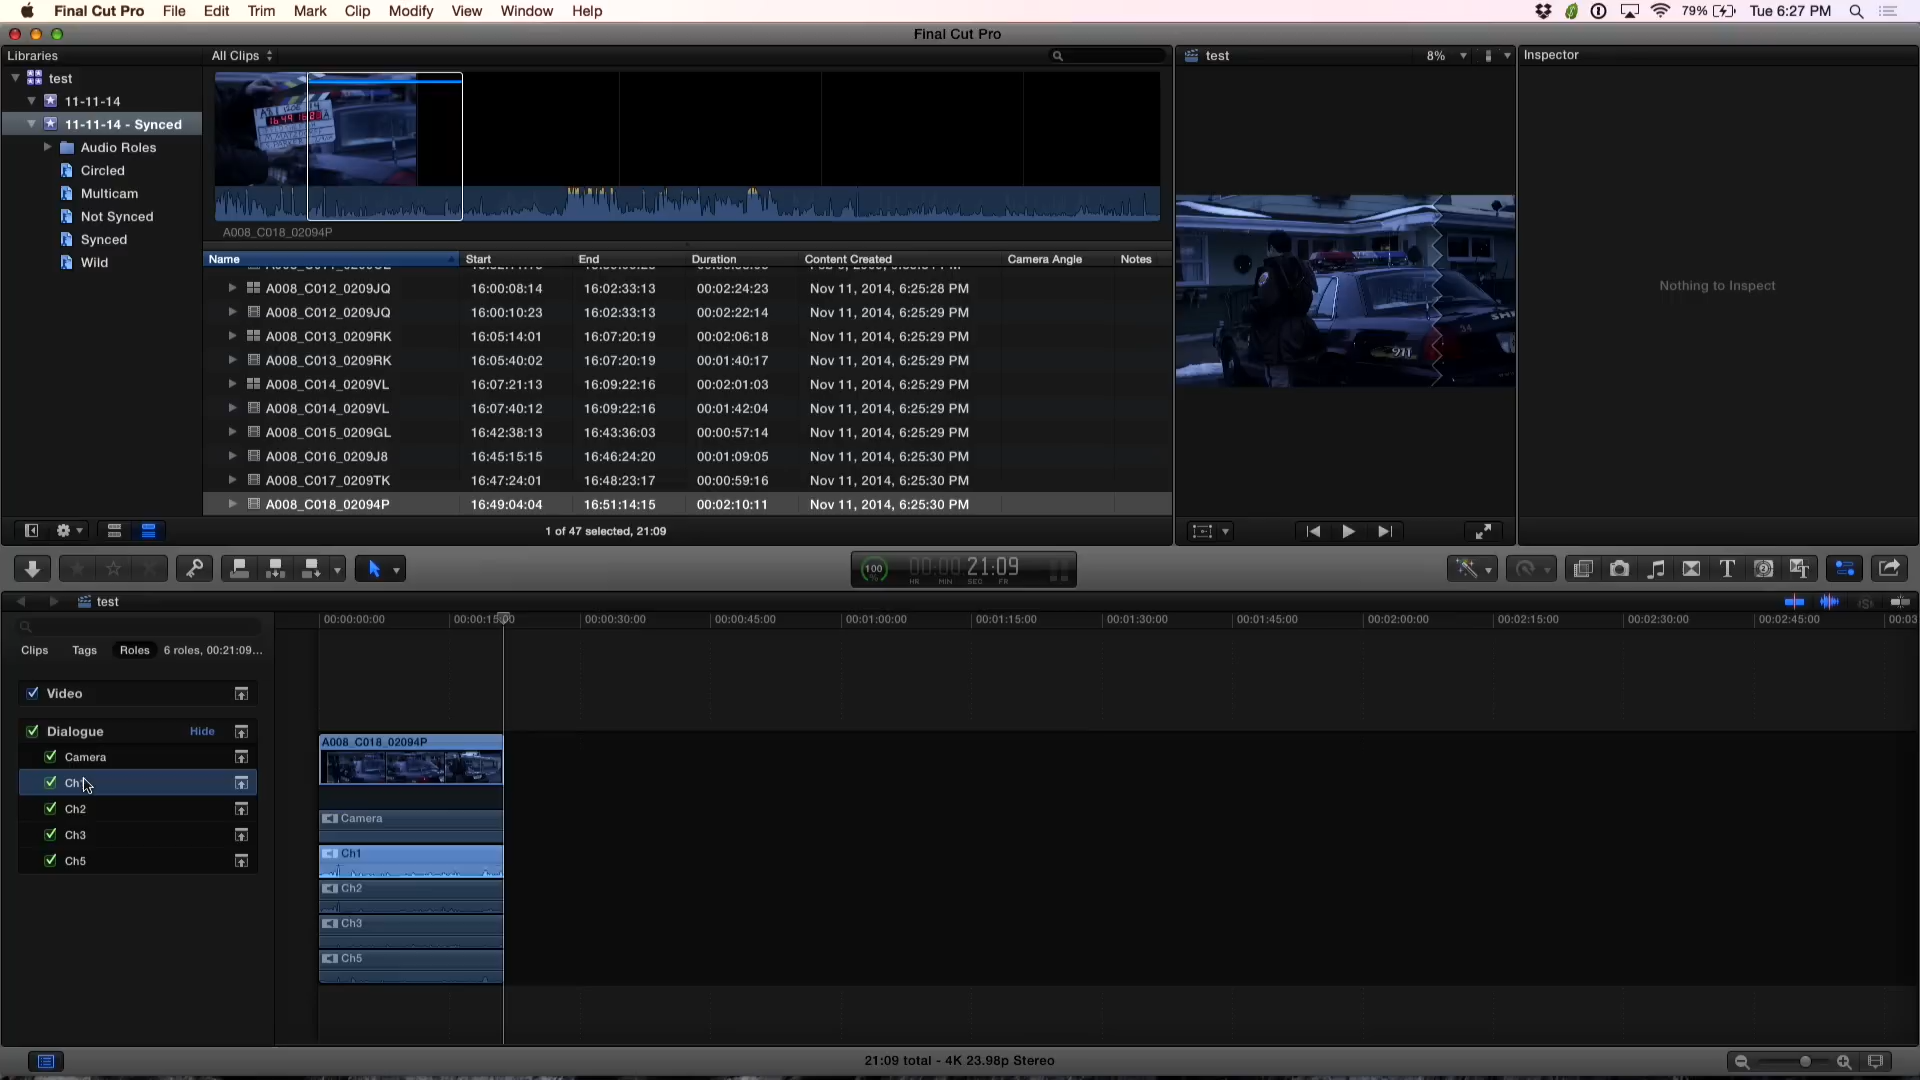 Final Cut Pro File Edit Trim Mark Clip Modify View Window Help 79% Tue 6:27 PM
Final Cut Pro
Libraries
All Clips
test
8%
Inspector
test
11-11-14
11-11-14 - Synced
Audio Roles
Circled
Multicam
Not Synced
Synced
Wild
A008_C018_02094P
Name Start End Duration Content Created Camera Angle Notes
A008_C012_0209JQ 16:00:08:14 16:02:33:13 00:02:24:23 Nov 11, 2014, 6:25:28 PM
A008_C012_0209JQ 16:00:10:23 16:02:33:13 00:02:22:14 Nov 11, 2014, 6:25:29 PM
A008_C013_0209RK 16:05:14:01 16:07:20:19 00:02:06:18 Nov 11, 2014, 6:25:29 PM
A008_C013_0209RK 16:05:40:02 16:07:20:19 00:01:40:17 Nov 11, 2014, 6:25:29 PM
A008_C014_0209VL 16:07:21:13 16:09:22:16 00:02:01:03 Nov 11, 2014, 6:25:29 PM
A008_C014_0209VL 16:07:40:12 16:09:22:16 00:01:42:04 Nov 11, 2014, 6:25:29 PM
A008_C015_0209GL 16:42:38:13 16:43:36:03 00:00:57:14 Nov 11, 2014, 6:25:29 PM
A008_C016_0209J8 16:45:15:15 16:46:24:20 00:01:09:05 Nov 11, 2014, 6:25:30 PM
A008_C017_0209TK 16:47:24:01 16:48:23:17 00:00:59:16 Nov 11, 2014, 6:25:30 PM
A008_C018_02094P 16:49:04:04 16:51:14:15 00:02:10:11 Nov 11, 2014, 6:25:30 PM
1 of 47 selected, 21:09
911
Nothing to Inspect
100 % 00:00:21:09
HR MIN SEC FR
test
00:00:00:00 00:00:15 00:00:30:00 00:00:45:00 00:01:00:00 00:01:15:00 00:01:30:00 00:01:45:00 00:02:00:00 00:02:15:00 00:02:30:00 00:02:45:00 00:03
Clips Tags Roles 6 roles, 00:21:09...
Video
Dialogue Hide
Camera
Ch1
Ch2
Ch3
Ch5
A008_C018_02094P
Camera
Ch1
Ch2
Ch3
Ch5
21:09 total - 4K 23.98p Stereo